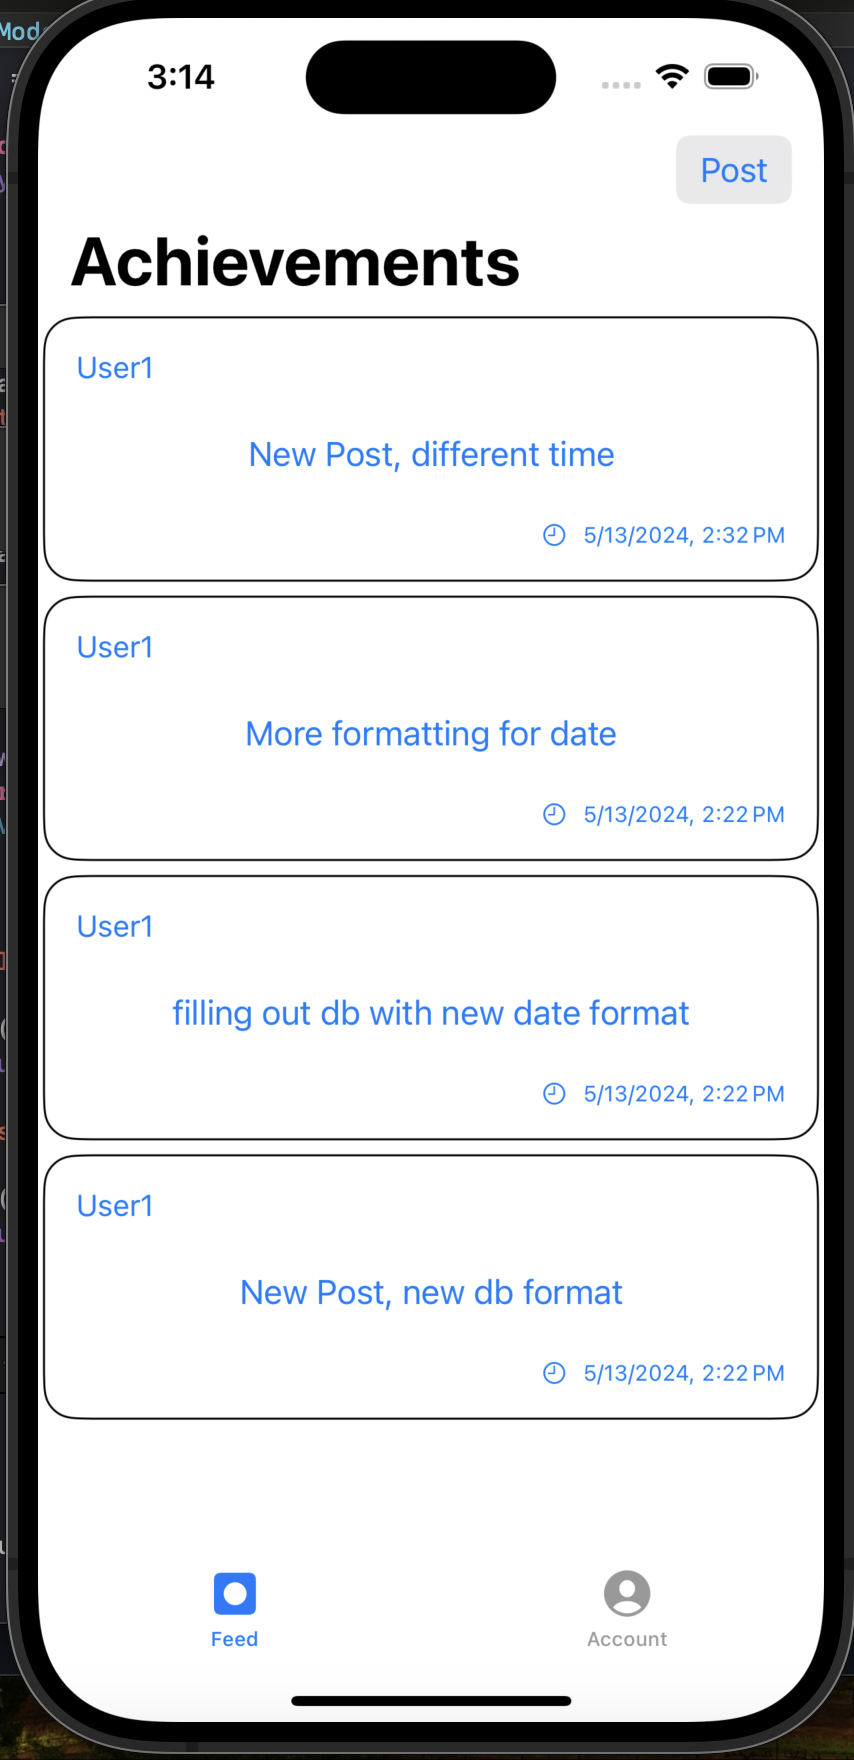 Mod
3:14
Post
Achievements
User1
New Post, different time
5/13/2024, 2:32 PM
User1
More formatting for date
5/13/2024, 2:22 PM
User1
filling out db with new date format
5/13/2024, 2:22 PM
User1
New Post, new db format
5/13/2024, 2:22 PM
Feed
Account